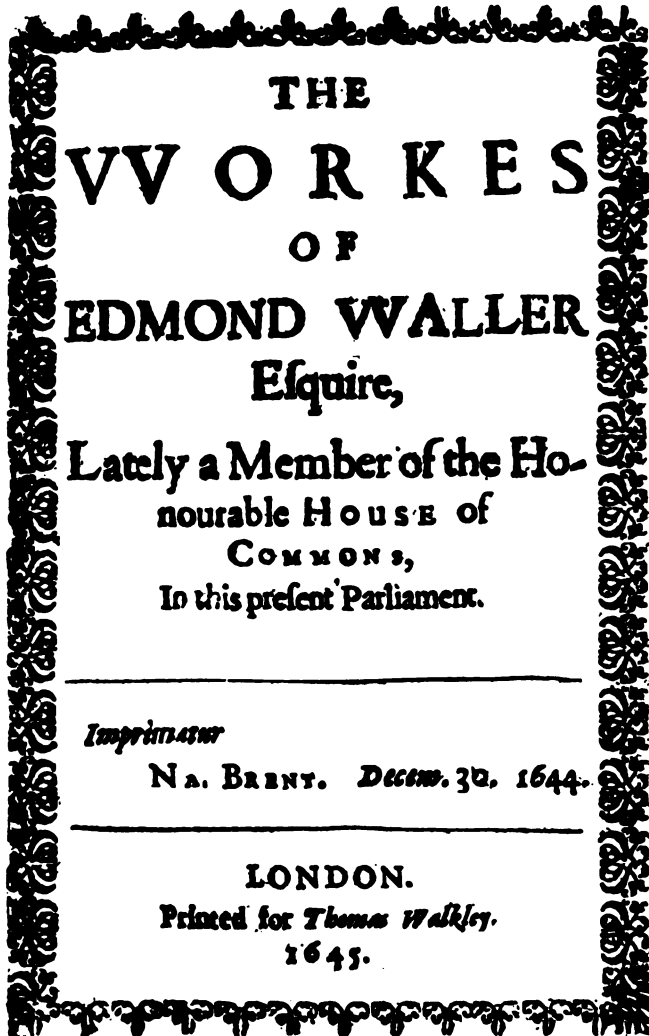 THE
VVORKES
OF
EDMOND VVALLER
Eſquire,
Lately a Member of the Ho-
nourable HOUSE of
COMMONS,
In this preſent Parliament.
Imprimatur
NA. BRENT. Decem. 30. 1644.
LONDON.
Printed for Thomas Walkley.
1645.